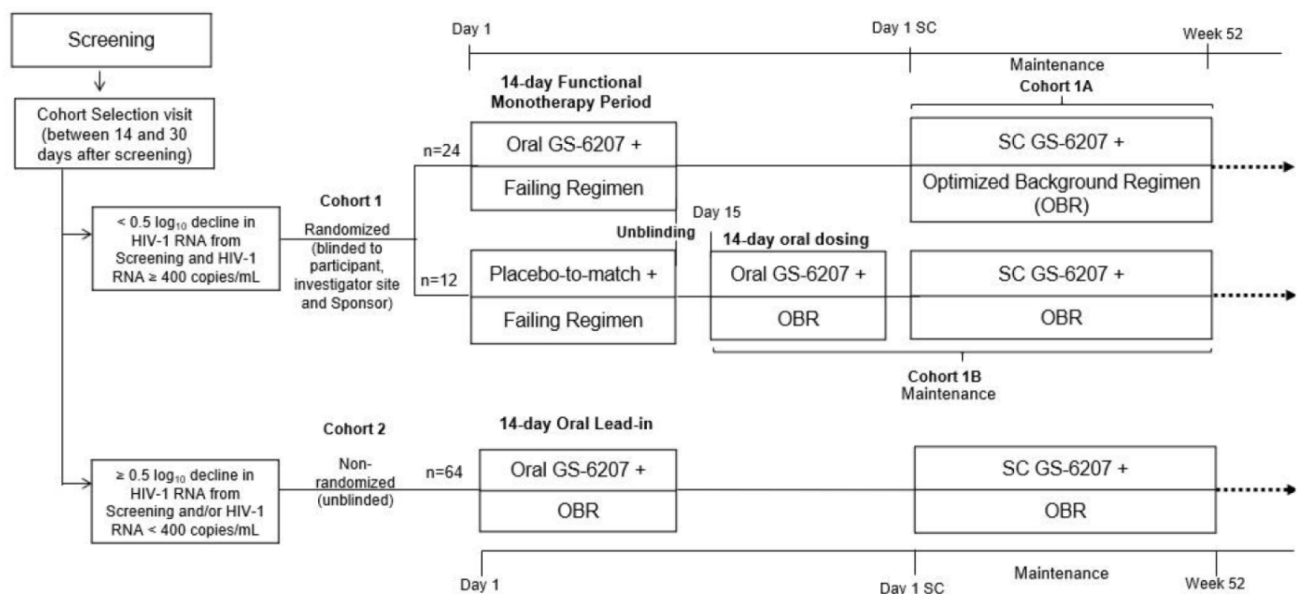 Screening
Cohort Selection visit
(between 14 and 30
days after screening)
< 0.5 log₁₀ decline in
HIV-1 RNA from
Screening and HIV-1
RNA ≥ 400 copies/mL
Cohort 1
Randomized
(blinded to
participant,
investigator site
and Sponsor)
n=24
n=12
Day 1
Day 1 SC
Week 52
14-day Functional
Monotherapy Period
Oral GS-6207 +
Failing Regimen
Maintenance
Cohort 1A
SC GS-6207 +
Optimized Background Regimen
(OBR)
Unblinding
Placebo-to-match +
Failing Regimen
Day 15
14-day oral dosing
Oral GS-6207 +
OBR
SC GS-6207 +
OBR
Cohort 1B
Maintenance
≥ 0.5 log₁₀ decline in
HIV-1 RNA from
Screening and/or HIV-1
RNA < 400 copies/mL
Cohort 2
Non-
randomized
(unblinded)
n=64
14-day Oral Lead-in
Oral GS-6207 +
OBR
SC GS-6207 +
OBR
Day 1
Day 1 SC
Maintenance
Week 52